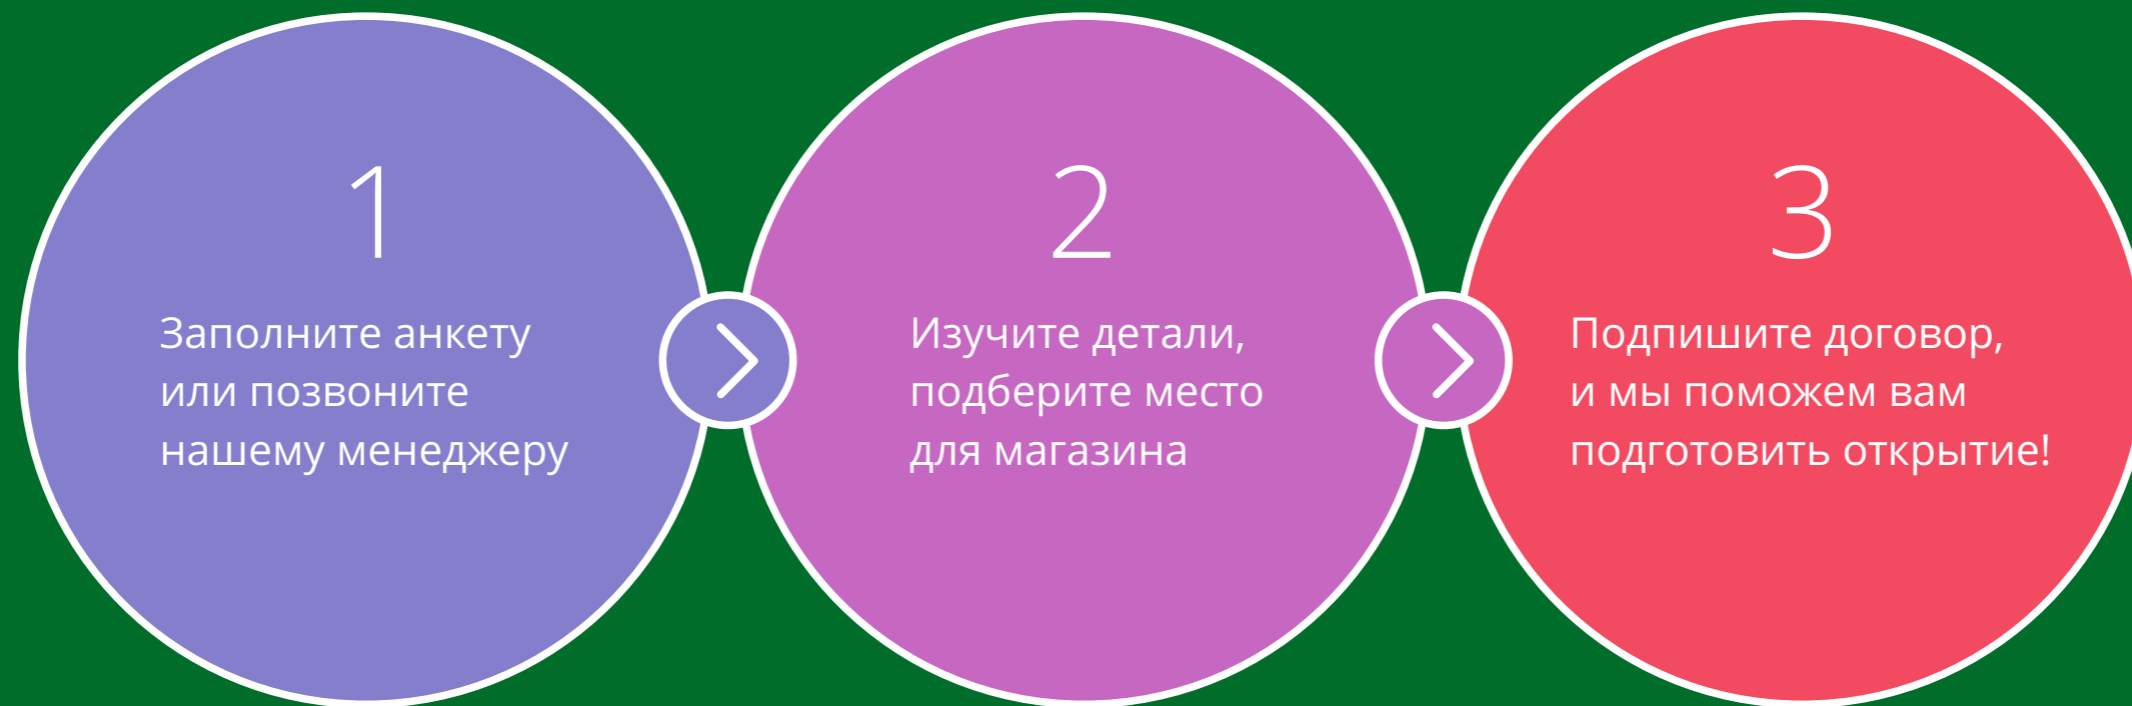 1
Заполните анкету
или позвоните
нашему менеджеру
2
Изучите детали,
подберите место
для магазина
3
Подпишите договор,
и мы поможем вам
подготовить открытие!